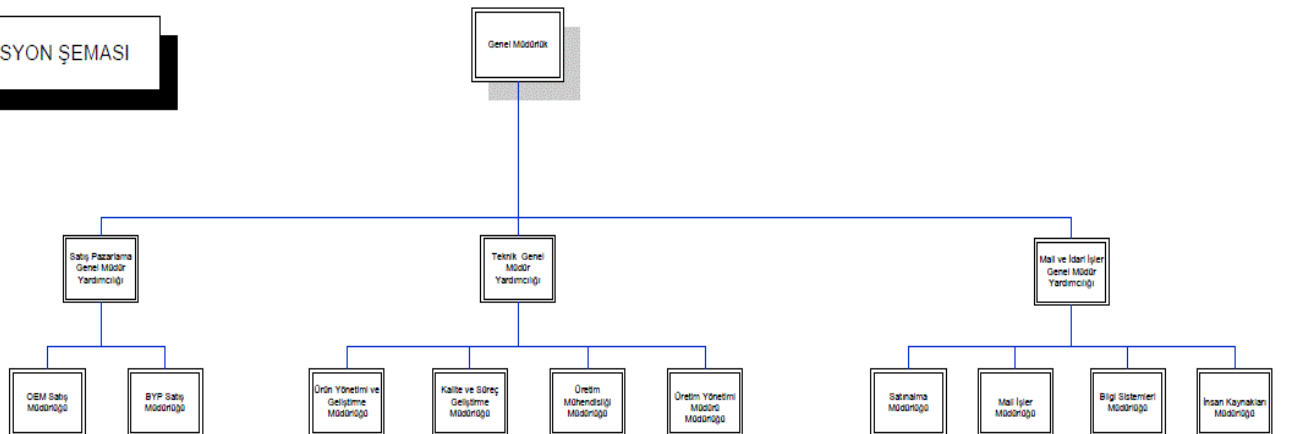 SYON ŞEMASI
Genel Müdürlük
Satış Pazarlama
Genel Müdür
Yardımcılığı
Teknik Genel
Müdür
Yardımcılığı
Mali ve İdari İşler
Genel Müdür
Yardımcılığı
OEM Satış
Müdürlüğü
BYP Satış
Müdürlüğü
Ürün Yönetimi ve
Geliştirme
Müdürlüğü
Kalite ve Süreç
Geliştirme
Müdürlüğü
Üretim
Mühendisliği
Müdürlüğü
Üretim Yönetimi
Müdürü
Müdürlüğü
Satınalma
Müdürlüğü
Mali İşler
Müdürlüğü
Bilgi Sistemleri
Müdürlüğü
İnsan Kaynakları
Müdürlüğü